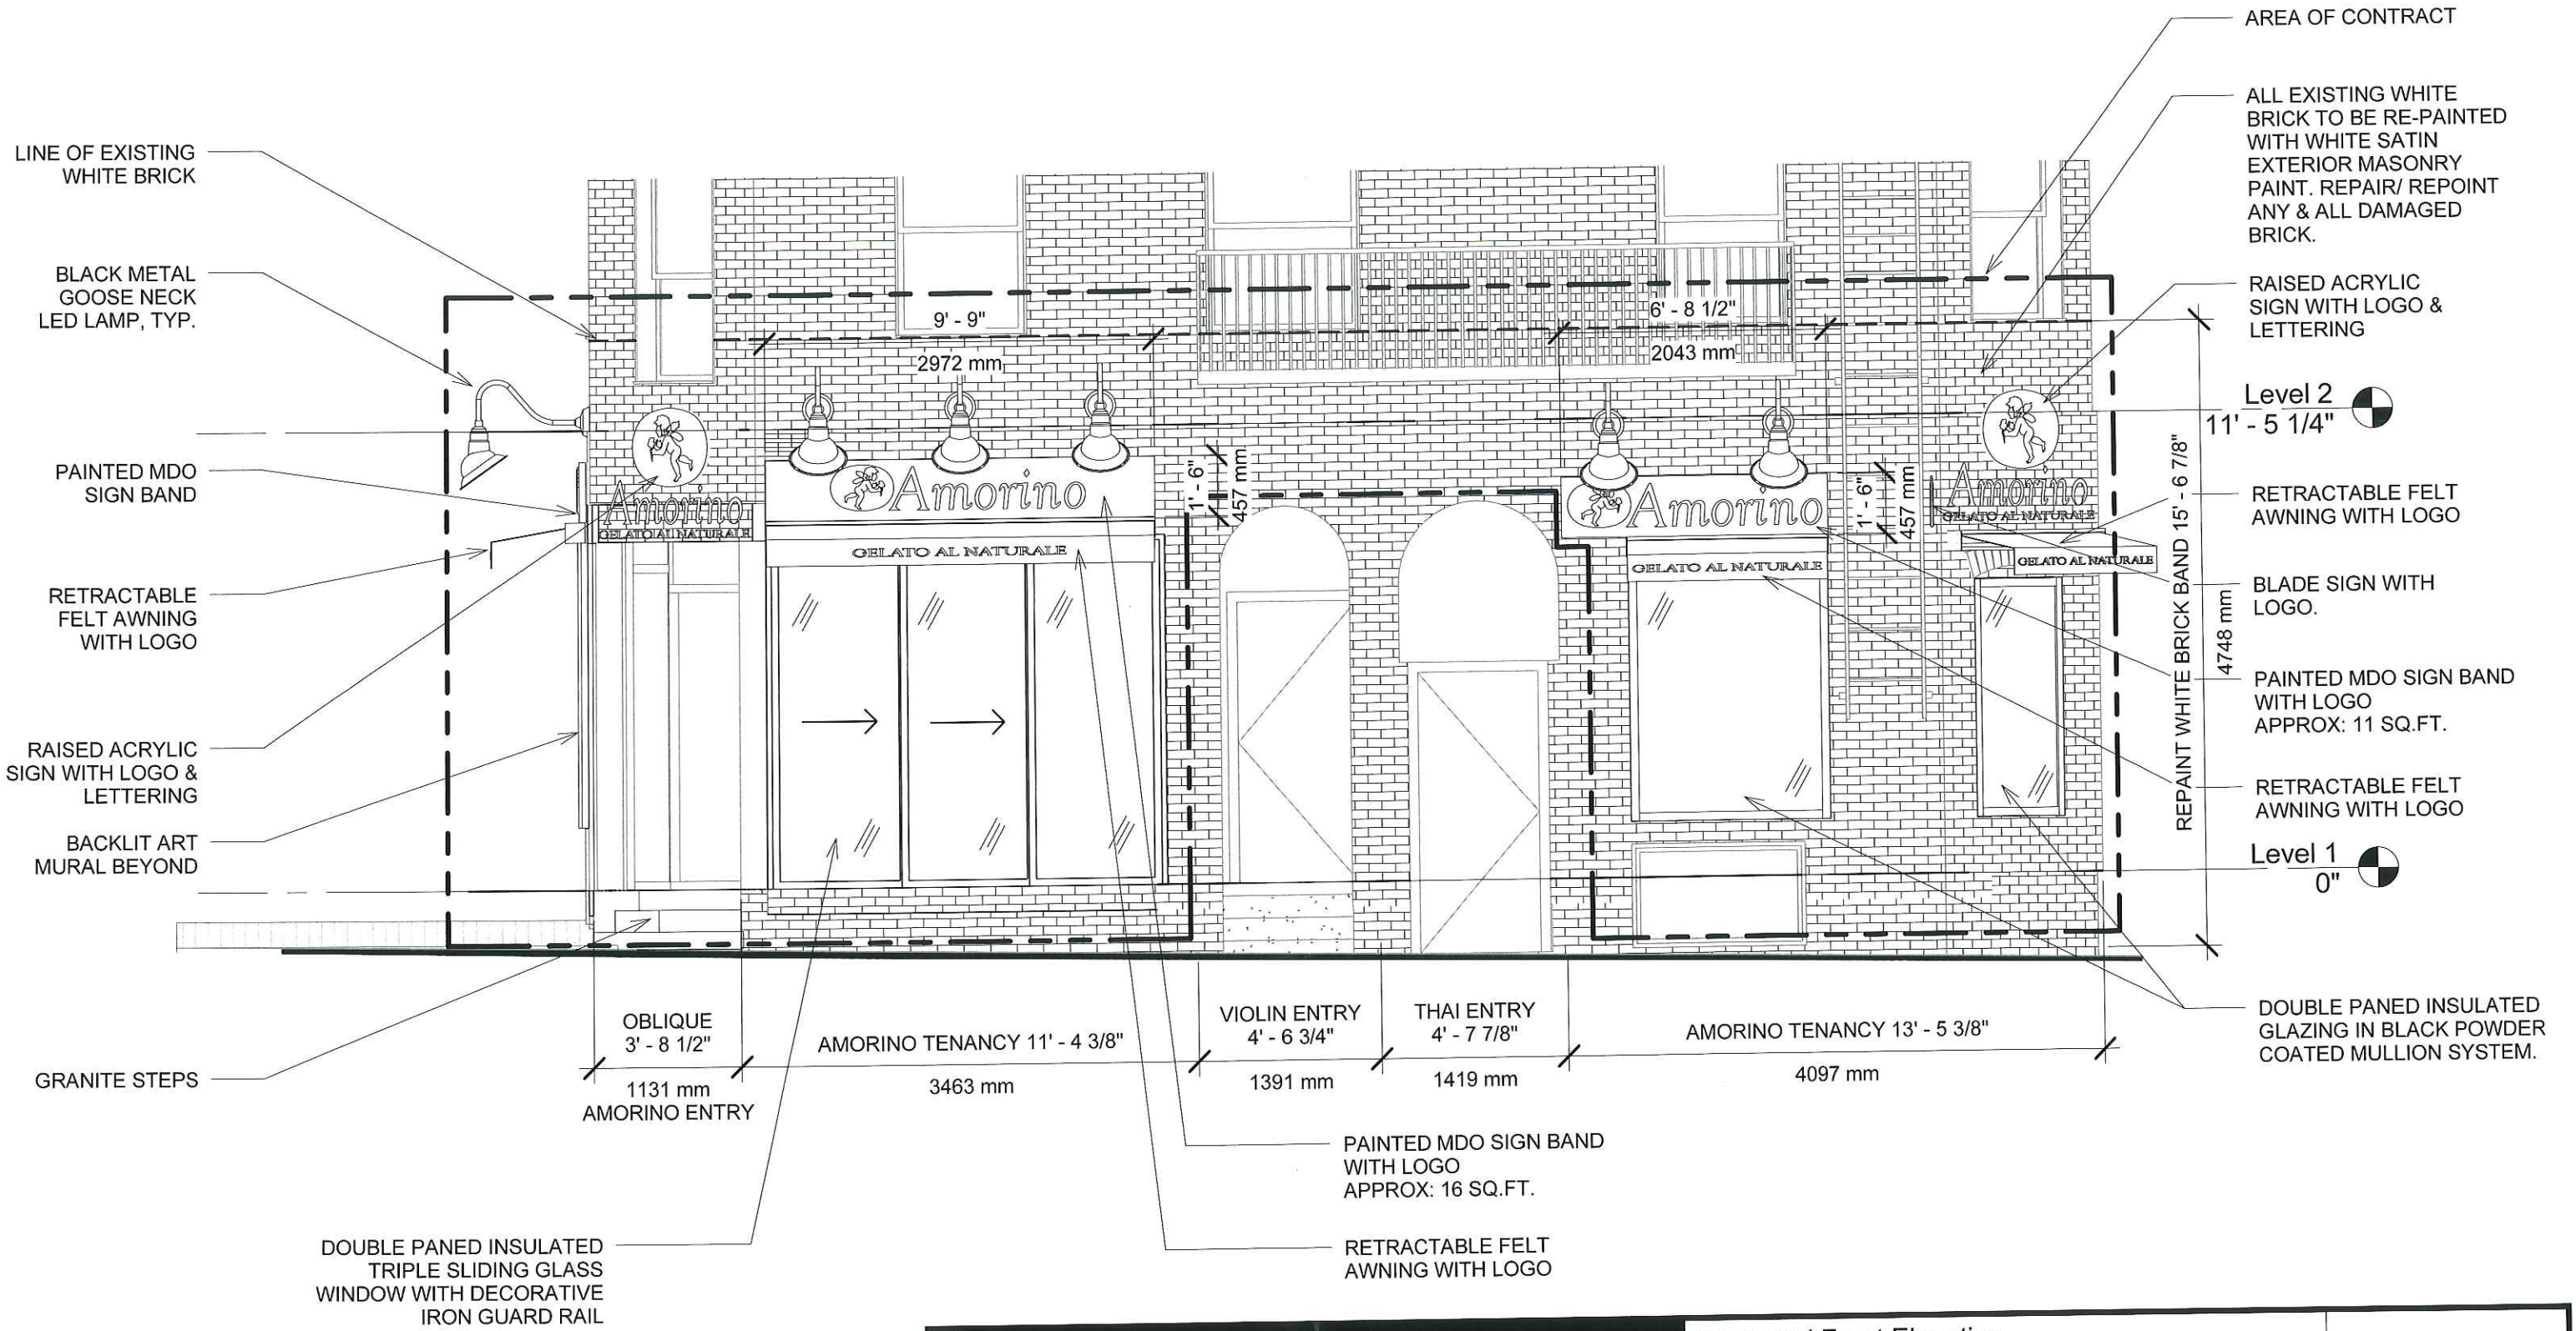 AREA OF CONTRACT
ALL EXISTING WHITE
BRICK TO BE RE-PAINTED
WITH WHITE SATIN
EXTERIOR MASONRY
PAINT. REPAIR/ REPOINT
ANY & ALL DAMAGED
BRICK.
RAISED ACRYLIC
SIGN WITH LOGO &
LETTERING
Level 2
11' - 5 1/4"
RETRACTABLE FELT
AWNING WITH LOGO
BLADE SIGN WITH
LOGO.
PAINTED MDO SIGN BAND
WITH LOGO
APPROX: 11 SQ.FT.
RETRACTABLE FELT
AWNING WITH LOGO
Level 1
0"
DOUBLE PANED INSULATED
GLAZING IN BLACK POWDER
COATED MULLION SYSTEM.
REPAINT WHITE BRICK BAND 15' - 6 7/8"
4748 mm
LINE OF EXISTING
WHITE BRICK
BLACK METAL
GOOSE NECK
LED LAMP, TYP.
PAINTED MDO
SIGN BAND
RETRACTABLE
FELT AWNING
WITH LOGO
RAISED ACRYLIC
SIGN WITH LOGO &
LETTERING
BACKLIT ART
MURAL BEYOND
GRANITE STEPS
9' - 9"
2972 mm
6' - 8 1/2"
2043 mm
Amorino
GELATO AL NATURALE
Amorino
GELATO AL NATURALE
1' - 6"
457 mm
Amorino
GELATO AL NATURALE
1' - 6"
457 mm
Amorino
GELATO AL NATURALE
GELATO AL NATURALE
OBLIQUE
3' - 8 1/2"
1131 mm
AMORINO ENTRY
AMORINO TENANCY 11' - 4 3/8"
3463 mm
VIOLIN ENTRY
4' - 6 3/4"
1391 mm
THAI ENTRY
4' - 7 7/8"
1419 mm
AMORINO TENANCY 13' - 5 3/8"
4097 mm
PAINTED MDO SIGN BAND
WITH LOGO
APPROX: 16 SQ.FT.
RETRACTABLE FELT
AWNING WITH LOGO
DOUBLE PANED INSULATED
TRIPLE SLIDING GLASS
WINDOW WITH DECORATIVE
IRON GUARD RAIL